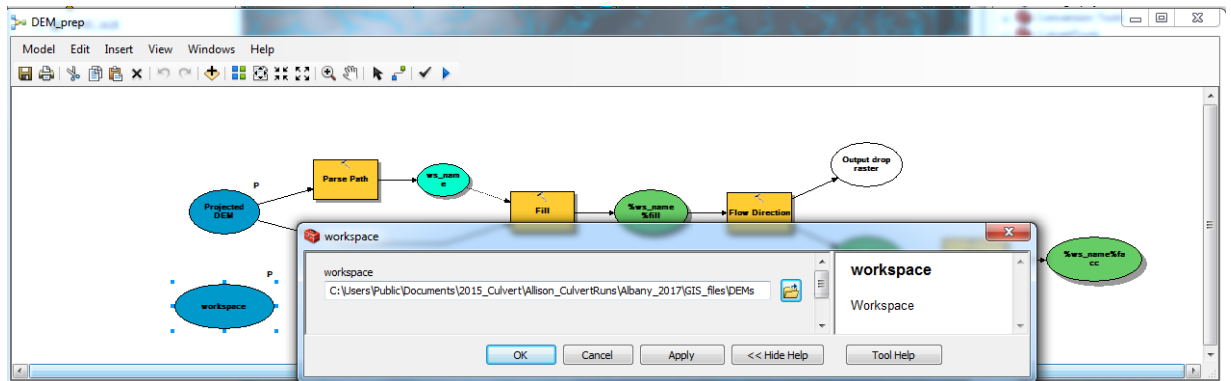 DEM_prep
Model Edit Insert View Windows Help
P
Parse Path
ws_nam
e
Output drop
raster
Projected
DEM
Fill
%ws_name
%fill
Flow Direction
P
workspace
workspace
workspace
C:\Users\Public\Documents\2015_Culvert\Allison_CulvertRuns\Albany_2017\GIS_files\DEMs
workspace
Workspace
OK Cancel Apply << Hide Help Tool Help
%ws_name%fa
cc